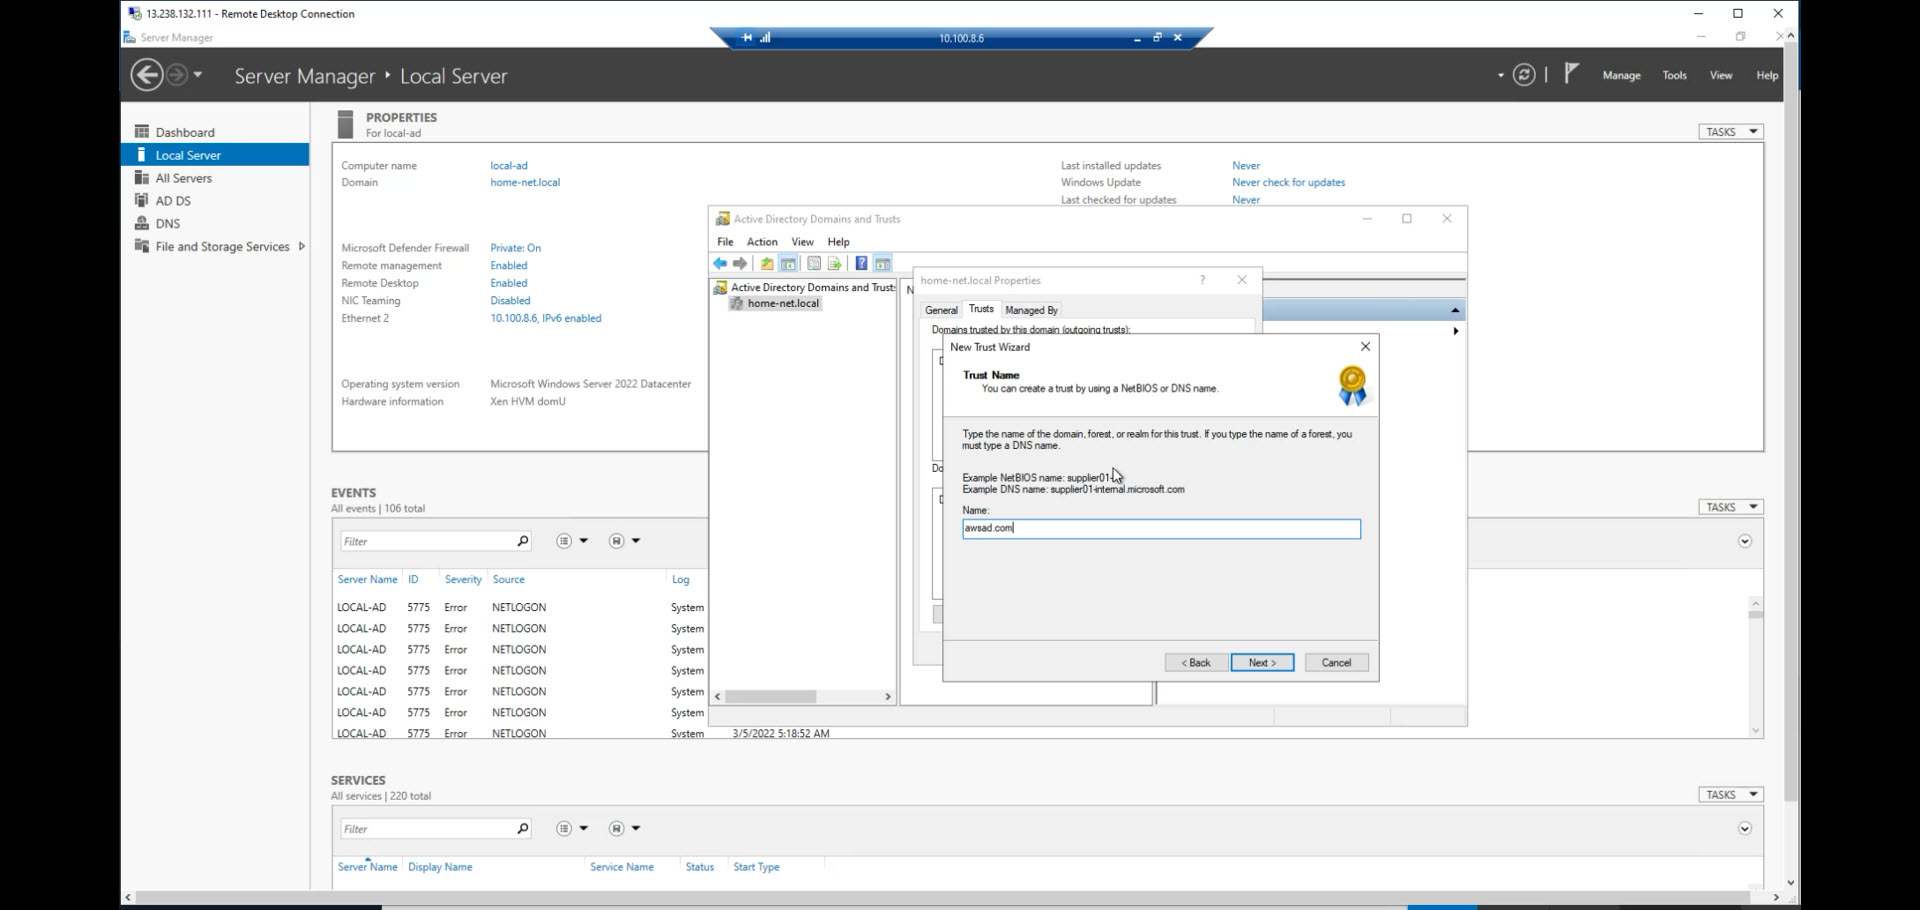 13.238.132.111 - Remote Desktop Connection
Server Manager
10.100.8.6
Server Manager
Local Server
Manage
Tools
View
Help
Dashboard
Local Server
All Servers
AD DS
DNS
File and Storage Services
PROPERTIES
For local-ad
TASKS
Computer name
local-ad
Domain
home-net.local
Last installed updates
Never
Windows Update
Never check for updates
Last checked for updates
Never
Microsoft Defender Firewall
Private: On
Remote management
Enabled
Remote Desktop
Enabled
NIC Teaming
Disabled
Ethernet 2
10.100.8.6, IPv6 enabled
Operating system version
Microsoft Windows Server 2022 Datacenter
Hardware information
Xen HVM domU
Active Directory Domains and Trusts
File
Action
View
Help
Active Directory Domains and Trust
home-net.local
N
home-net.local Properties
General
Trusts
Managed By
Domains trusted by this domain (outgoing trusts):
Do
New Trust Wizard
Trust Name
You can create a trust by using a NetBIOS or DNS name.
Type the name of the domain, forest, or realm for this trust. If you type the name of a forest, you
must type a DNS name.
Example NetBIOS name: supplier01-
Example DNS name: supplier01-internal.microsoft.com
Name:
awsad.com
< Back
Next >
Cancel
EVENTS
All events | 106 total
TASKS
Filter
Server Name ID Severity Source Log
LOCAL-AD 5775 Error NETLOGON System
LOCAL-AD 5775 Error NETLOGON System
LOCAL-AD 5775 Error NETLOGON System
LOCAL-AD 5775 Error NETLOGON System
LOCAL-AD 5775 Error NETLOGON System
LOCAL-AD 5775 Error NETLOGON System
LOCAL-AD 5775 Error NETLOGON System 3/5/2022 5:18:52 AM
SERVICES
All services | 220 total
TASKS
Filter
Server Name Display Name Service Name Status Start Type